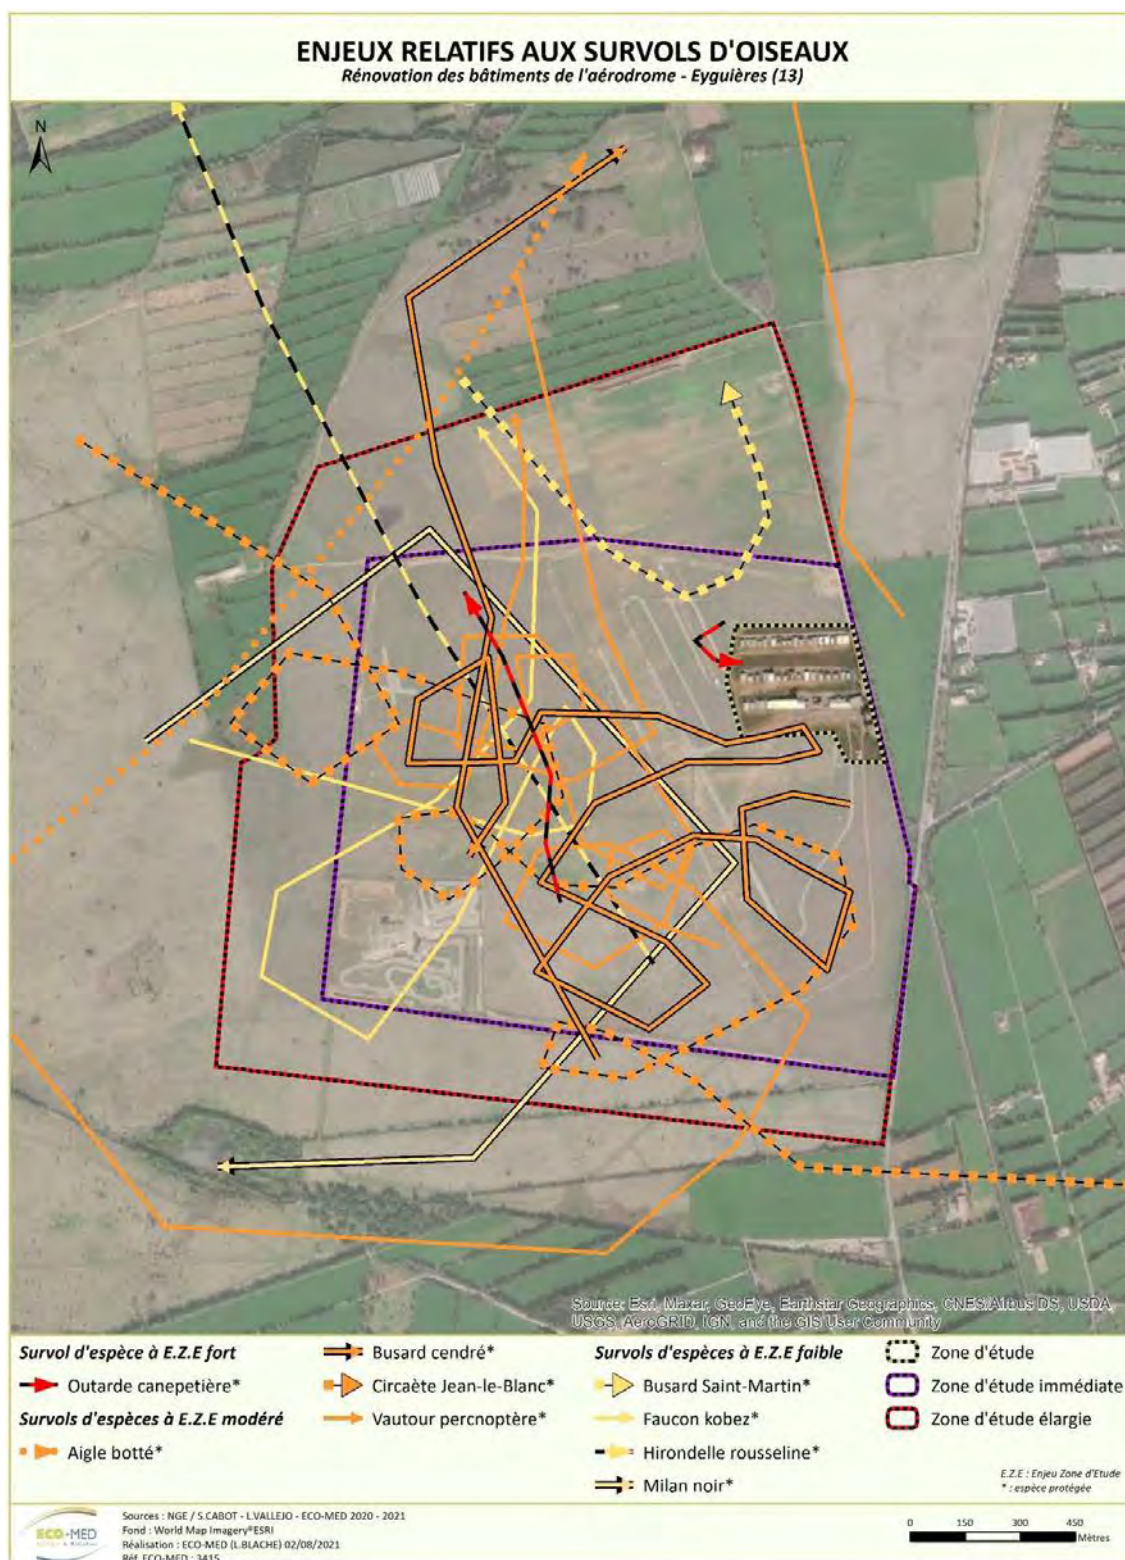 ENJEUX RELATIFS AUX SURVOLS D'OISEAUX
Rénovation des bâtiments de l'aérodrome - Eyguières (13)
N
Source: Esri, Maxar, GeoEye, Earthstar Geographics, CNES/Airbus DS, USDA,
USGS, AeroGRID, IGN, and the GIS User Community
Survol d'espèce à E.Z.E fort
Outarde canepetière*
Survols d'espèces à E.Z.E modéré
Aigle botté*
Busard cendré*
Circaète Jean-le-Blanc*
Vautour percnoptère*
Survols d'espèces à E.Z.E faible
Busard Saint-Martin*
Faucon kobez*
Hirondelle rousseline*
Milan noir*
Zone d'étude
Zone d'étude immédiate
Zone d'étude élargie
E.Z.E : Enjeu Zone d'Etude
* : espèce protégée
ECO-MED
Sources : NGE / S.CABOT - L.VALLEJO - ECO-MED 2020 - 2021
Fond : World Map Imagery®ESRI
Réalisation : ECO-MED (L.BLACHE) 02/08/2021
Réf. ECO-MED : 3415
0 150 300 450
Mètres